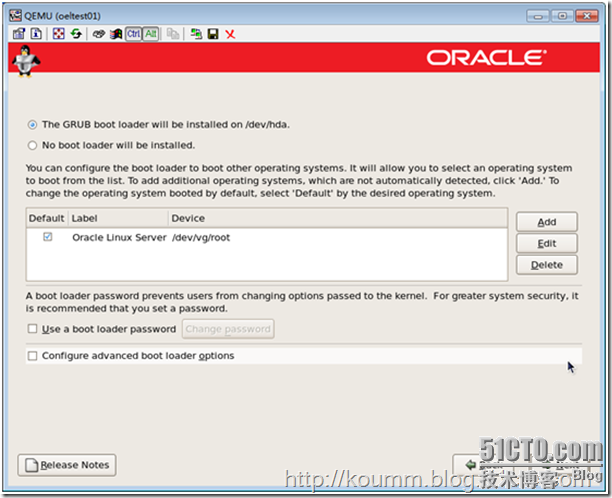 QEMU (oeltest01)
Ctrl Alt
ORACLE®
The GRUB boot loader will be installed on /dev/hda.
No boot loader will be installed.
You can configure the boot loader to boot other operating systems. It will allow you to select an operating system
to boot from the list. To add additional operating systems, which are not automatically detected, click 'Add.' To
change the operating system booted by default, select 'Default' by the desired operating system.
Default Label Device
Oracle Linux Server /dev/vg/root
Add
Edit
Delete
A boot loader password prevents users from changing options passed to the kernel. For greater system security, it
is recommended that you set a password.
Use a boot loader password Change password
Configure advanced boot loader options
Release Notes
51CTO.com
技术博客 Blog
http://koumm.blog.